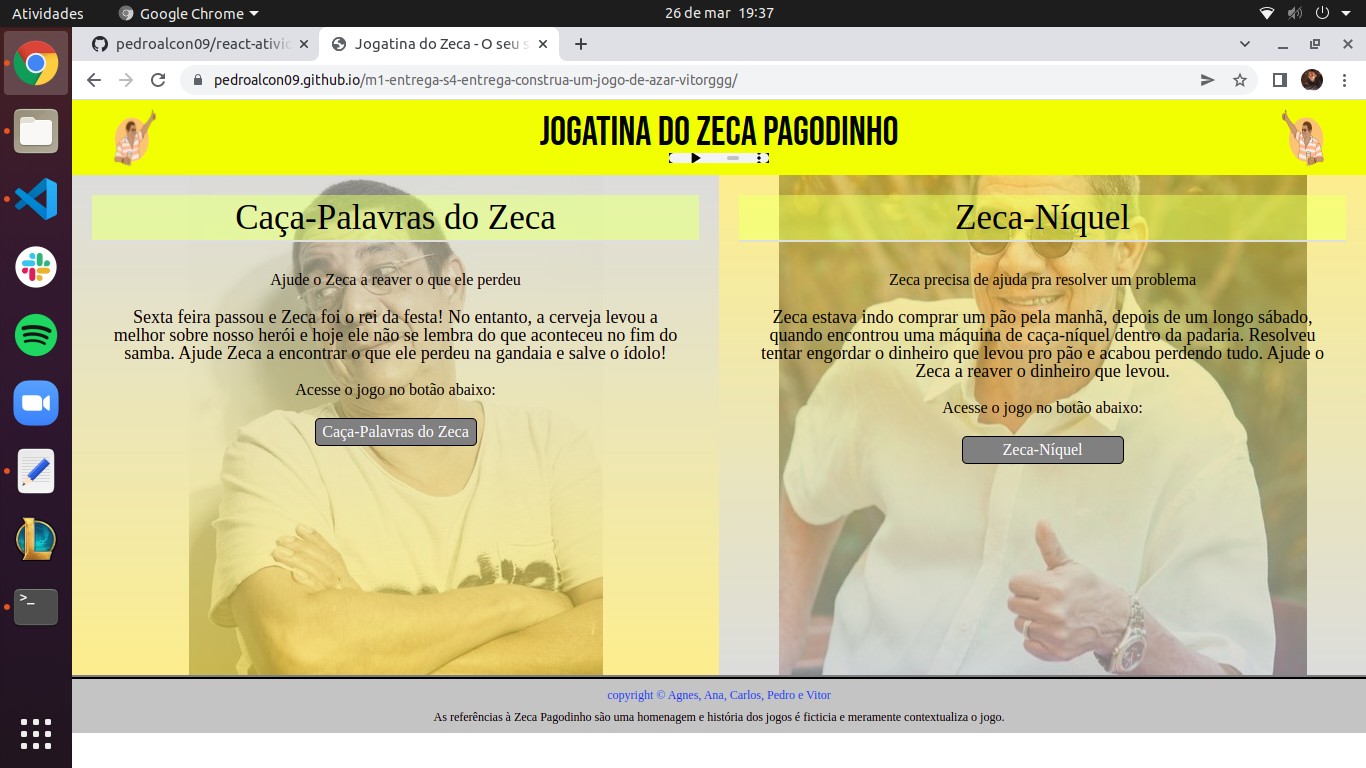 Atividades
Google Chrome
26 de mar 19:37
pedroalcon09/react-ativic
Jogatina do Zeca - O seu s
pedroalcon09.github.io/m1-entrega-s4-entrega-construa-um-jogo-de-azar-vitorggg/
JOGATINA DO ZECA PAGODINHO
Caça-Palavras do Zeca
Ajude o Zeca a reaver o que ele perdeu
Sexta feira passou e Zeca foi o rei da festa! No entanto, a cerveja levou a
melhor sobre nosso herói e hoje ele não se lembra do que aconteceu no fim do
samba. Ajude Zeca a encontrar o que ele perdeu na gandaia e salve o ídolo!
Acesse o jogo no botão abaixo:
Caça-Palavras do Zeca
Zeca-Níquel
Zeca precisa de ajuda pra resolver um problema
Zeca estava indo comprar um pão pela manhã, depois de um longo sábado,
quando encontrou uma máquina de caça-níquel dentro da padaria. Resolveu
tentar engordar o dinheiro que levou pro pão e acabou perdendo tudo. Ajude o
Zeca a reaver o dinheiro que levou.
Acesse o jogo no botão abaixo:
Zeca-Níquel
copyright © Agnes, Ana, Carlos, Pedro e Vitor
As referências à Zeca Pagodinho são uma homenagem e história dos jogos é ficticia e meramente contextualiza o jogo.